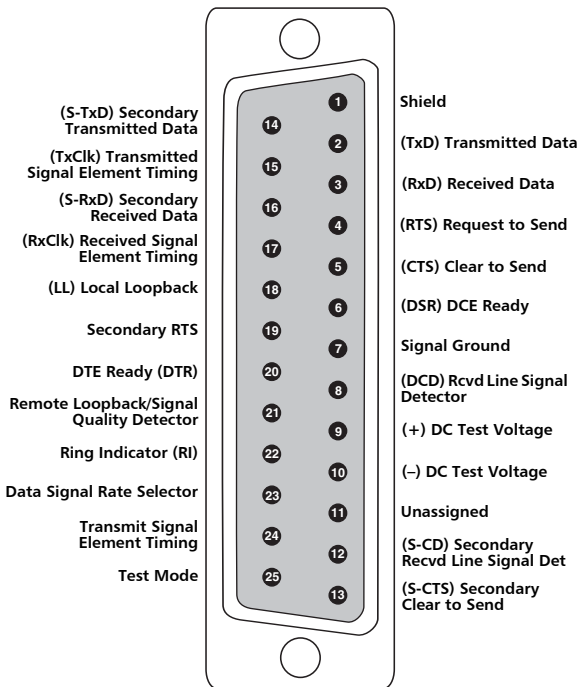 (S-TxD) Secondary
Transmitted Data
14
(TxClk) Transmitted
Signal Element Timing
15
(S-RxD) Secondary
Received Data
16
(RxClk) Received Signal
Element Timing
17
(LL) Local Loopback
18
Secondary RTS
19
DTE Ready (DTR)
20
Remote Loopback/Signal
Quality Detector
21
Ring Indicator (RI)
22
Data Signal Rate Selector
23
Transmit Signal
Element Timing
24
Test Mode
25
1
Shield
2
(TxD) Transmitted Data
3
(RxD) Received Data
4
(RTS) Request to Send
5
(CTS) Clear to Send
6
(DSR) DCE Ready
7
Signal Ground
8
(DCD) Rcvd Line Signal
Detector
9
(+) DC Test Voltage
10
(–) DC Test Voltage
11
Unassigned
12
(S-CD) Secondary
Recvd Line Signal Det
13
(S-CTS) Secondary
Clear to Send